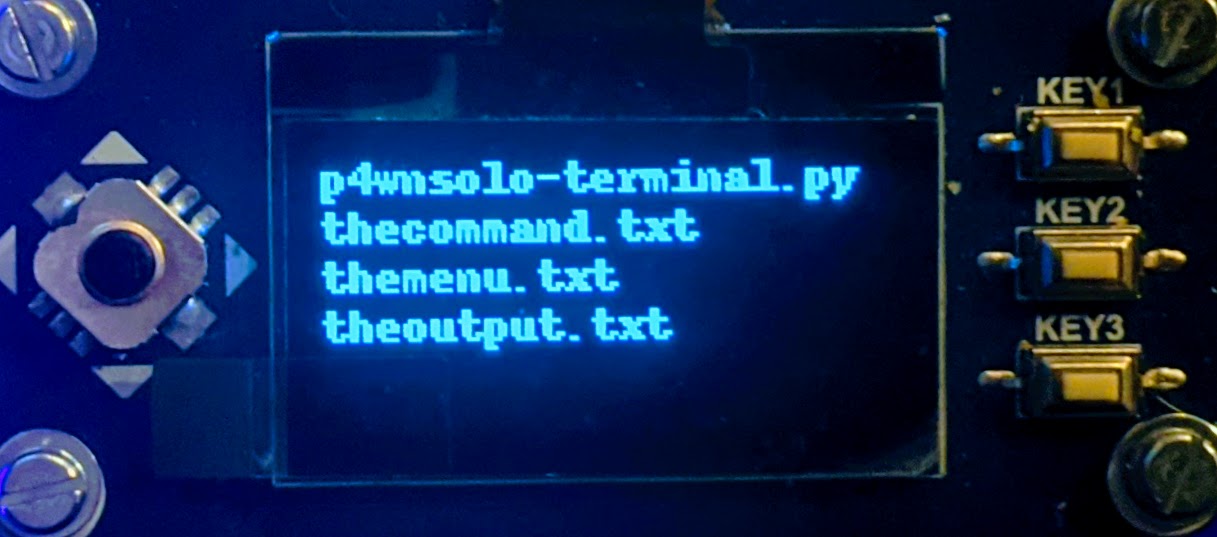 p4wnsolo-terminal.py
thecommand.txt
themenu.txt
theoutput.txt
KEY1
KEY2
KEY3